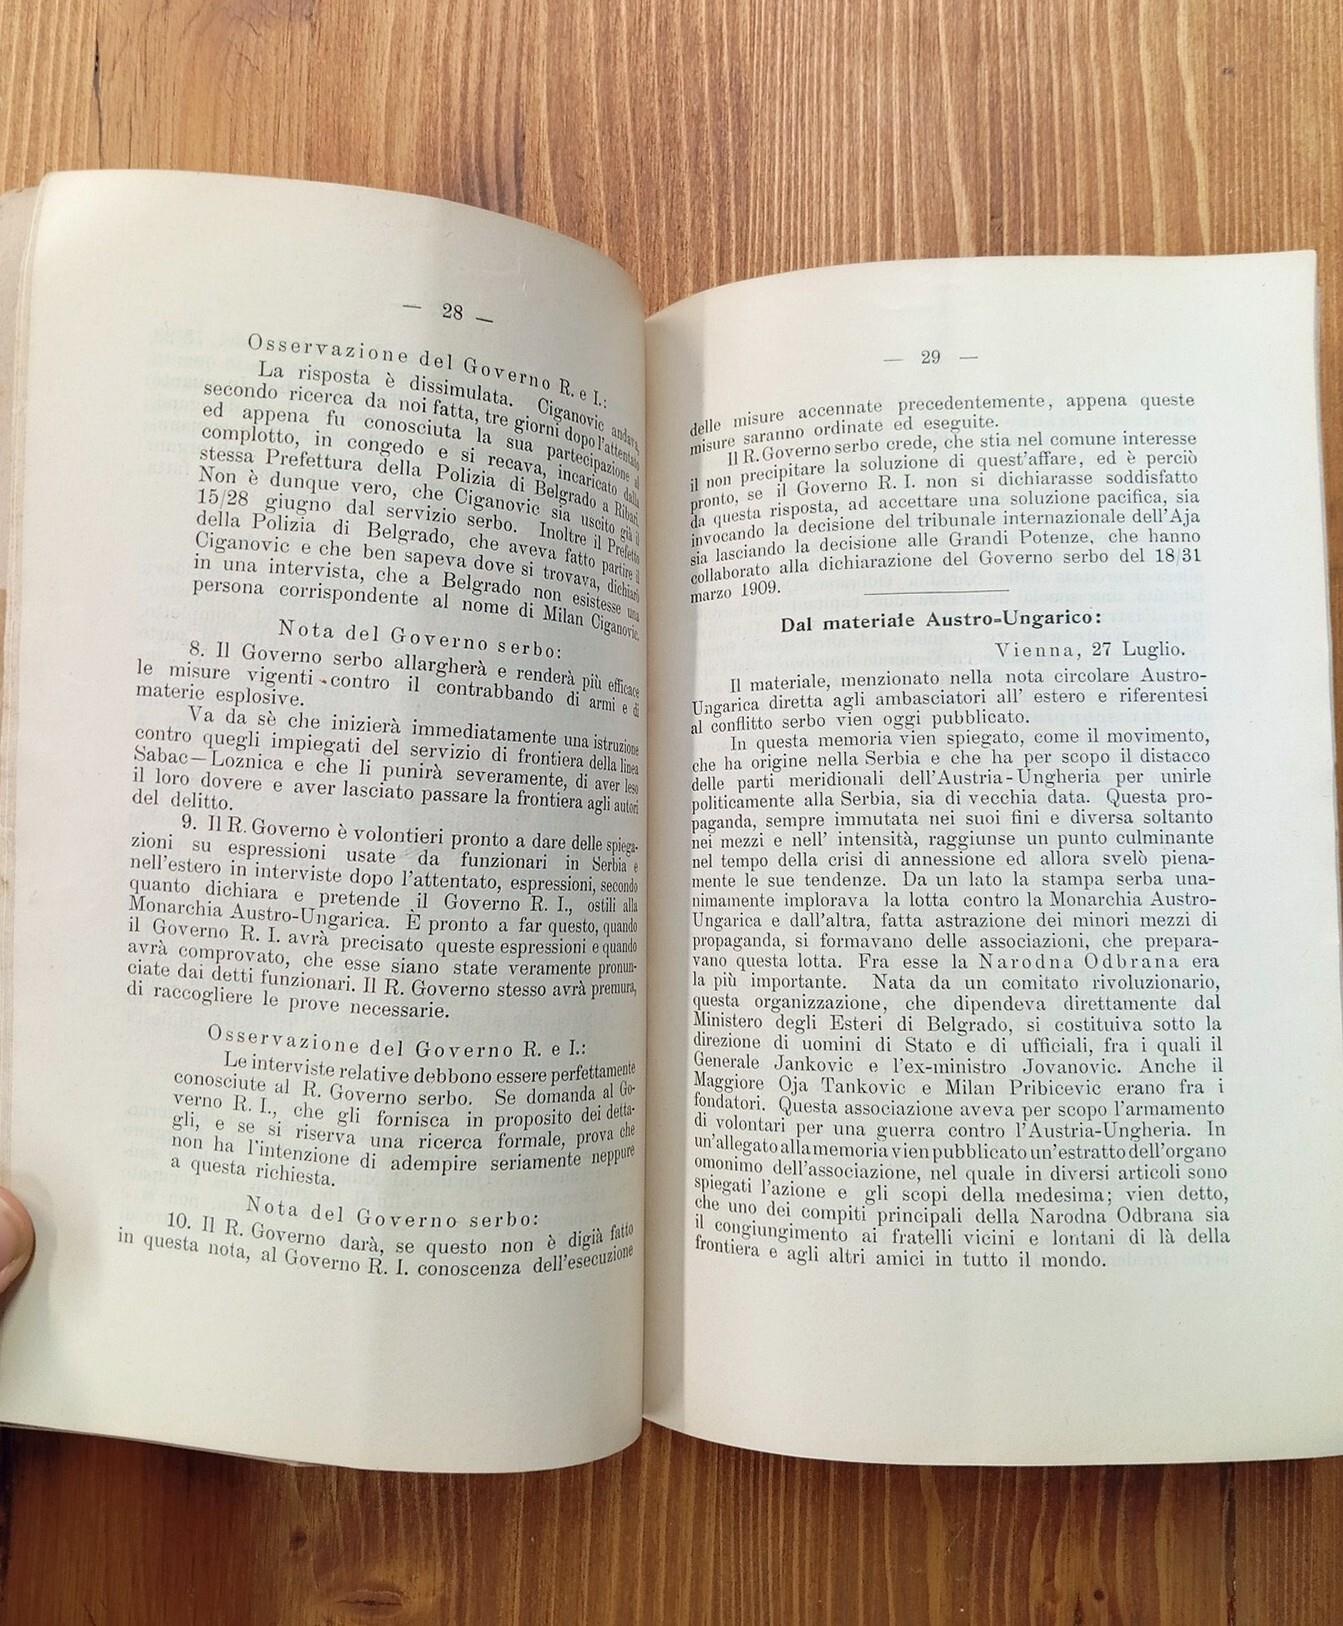 — 28 —
Osservazione del Governo R. e I.:
La risposta è dissimulata. Ciganovic andava,
secondo ricerca da noi fatta, tre giorni dopo l'attentato
ed appena fu conosciuta la sua partecipazione al
complotto, in congedo e si recava, incaricato dalla
stessa Prefettura della Polizia di Belgrado a Ribari.
Non è dunque vero, che Ciganovic sia uscito già il
15/28 giugno dal servizio serbo. Inoltre il Prefetto
della Polizia di Belgrado, che aveva fatto partire il
Ciganovic e che ben sapeva dove si trovava, dichiarò
in una intervista, che a Belgrado non esistesse una
persona corrispondente al nome di Milan Ciganovic.
Nota del Governo serbo:
8. Il Governo serbo allargherà e renderà più efficace
le misure vigenti contro il contrabbando di armi e di
materie esplosive.
Va da sè che inizierà immediatamente una istruzione
contro quegli impiegati del servizio di frontiera della linea
Sabac—Loznica e che li punirà severamente, di aver leso
il loro dovere e aver lasciato passare la frontiera agli autori
del delitto.
9. Il R. Governo è volontieri pronto a dare delle spiega-
zioni su espressioni usate da funzionari in Serbia e
nell'estero in interviste dopo l'attentato, espressioni, secondo
quanto dichiara e pretende il Governo R. I., ostili alla
Monarchia Austro-Ungarica. È pronto a far questo, quando
il Governo R. I. avrà precisato queste espressioni e quando
avrà comprovato, che esse siano state veramente pronun-
ciate dai detti funzionari. Il R. Governo stesso avrà premura,
di raccogliere le prove necessarie.
Osservazione del Governo R. e I.:
Le interviste relative debbono essere perfettamente
conosciute al R. Governo serbo. Se domanda al Go-
verno R. I., che gli fornisca in proposito dei detta-
gli, e se si riserva una ricerca formale, prova che
non ha l'intenzione di adempire seriamente neppure
a questa richiesta.
Nota del Governo serbo:
10. Il R. Governo darà, se questo non è digià fatto
in questa nota, al Governo R. I. conoscenza dell'esecuzione
— 29 —
delle misure accennate precedentemente, appena queste
misure saranno ordinate ed eseguite.
Il R. Governo serbo crede, che stia nel comune interesse
il non precipitare la soluzione di quest'affare, ed è perciò
pronto, se il Governo R. I. non si dichiarasse soddisfatto
da questa risposta, ad accettare una soluzione pacifica, sia
invocando la decisione del tribunale internazionale dell'Aja
sia lasciando la decisione alle Grandi Potenze, che hanno
collaborato alla dichiarazione del Governo serbo del 18/31
marzo 1909.
Dal materiale Austro-Ungarico:
Vienna, 27 Luglio.
Il materiale, menzionato nella nota circolare Austro-
Ungarica diretta agli ambasciatori all' estero e riferentesi
al conflitto serbo vien oggi pubblicato.
In questa memoria vien spiegato, come il movimento,
che ha origine nella Serbia e che ha per scopo il distacco
delle parti meridionali dell'Austria-Ungheria per unirle
politicamente alla Serbia, sia di vecchia data. Questa pro-
paganda, sempre immutata nei suoi fini e diversa soltanto
nei mezzi e nell' intensità, raggiunse un punto culminante
nel tempo della crisi di annessione ed allora svelò piena-
mente le sue tendenze. Da un lato la stampa serba una-
nimamente implorava la lotta contro la Monarchia Austro-
Ungarica e dall'altra, fatta astrazione dei minori mezzi di
propaganda, si formavano delle associazioni, che prepara-
vano questa lotta. Fra esse la Narodna Odbrana era
la più importante. Nata da un comitato rivoluzionario,
questa organizzazione, che dipendeva direttamente dal
Ministero degli Esteri di Belgrado, si costituiva sotto la
direzione di uomini di Stato e di ufficiali, fra i quali il
Generale Jankovic e l'ex-ministro Jovanovic. Anche il
Maggiore Oja Tankovic e Milan Pribicevic erano fra i
fondatori. Questa associazione aveva per scopo l'armamento
di volontari per una guerra contro l'Austria-Ungheria. In
un'allegato alla memoria vien pubblicato un'estratto dell'organo
omonimo dell'associazione, nel quale in diversi articoli sono
spiegati l'azione e gli scopi della medesima; vien detto,
che uno dei compiti principali della Narodna Odbrana sia
il congiungimento ai fratelli vicini e lontani di là della
frontiera e agli altri amici in tutto il mondo.